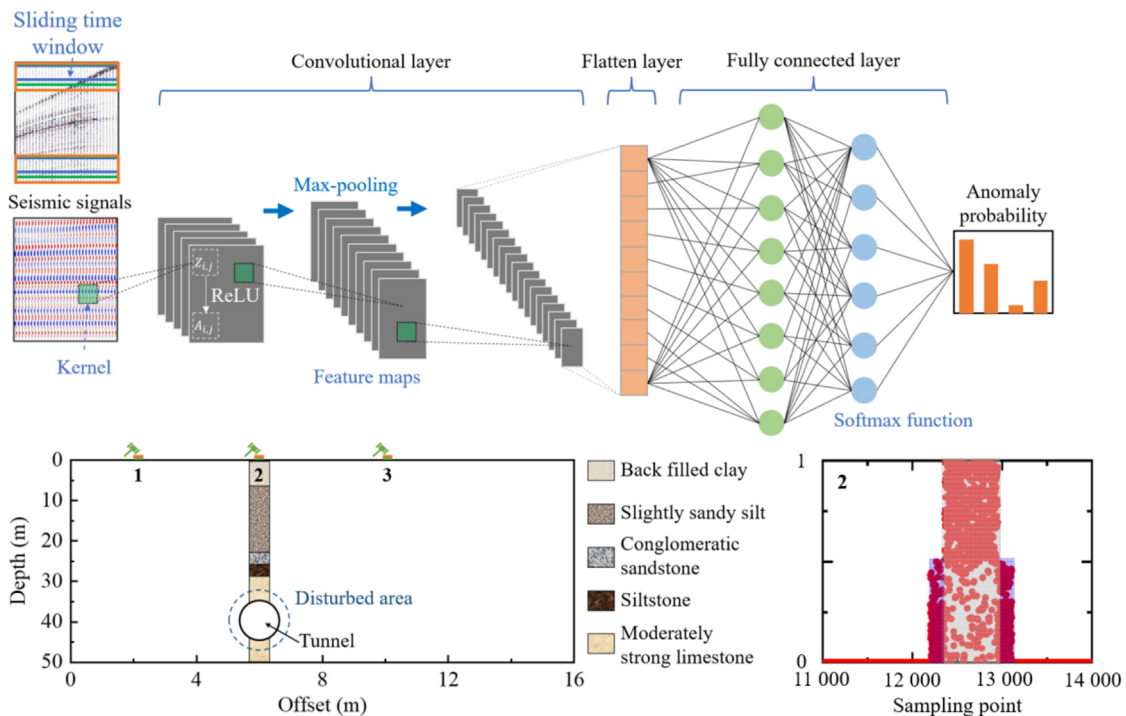 Sliding time
window
Convolutional layer
Flatten layer
Fully connected layer
Seismic signals
Max-pooling
Anomaly
probability
Z_{i,j}
ReLU
A_{i,j}
Kernel
Feature maps
Softmax function
1
2
3
0
10
20
30
40
50
Depth (m)
Disturbed area
Tunnel
0
4
8
12
16
Offset (m)
Back filled clay
Slightly sandy silt
Conglomeratic
sandstone
Siltstone
Moderately
strong limestone
1
2
0
11 000
12 000
13 000
14 000
Sampling point